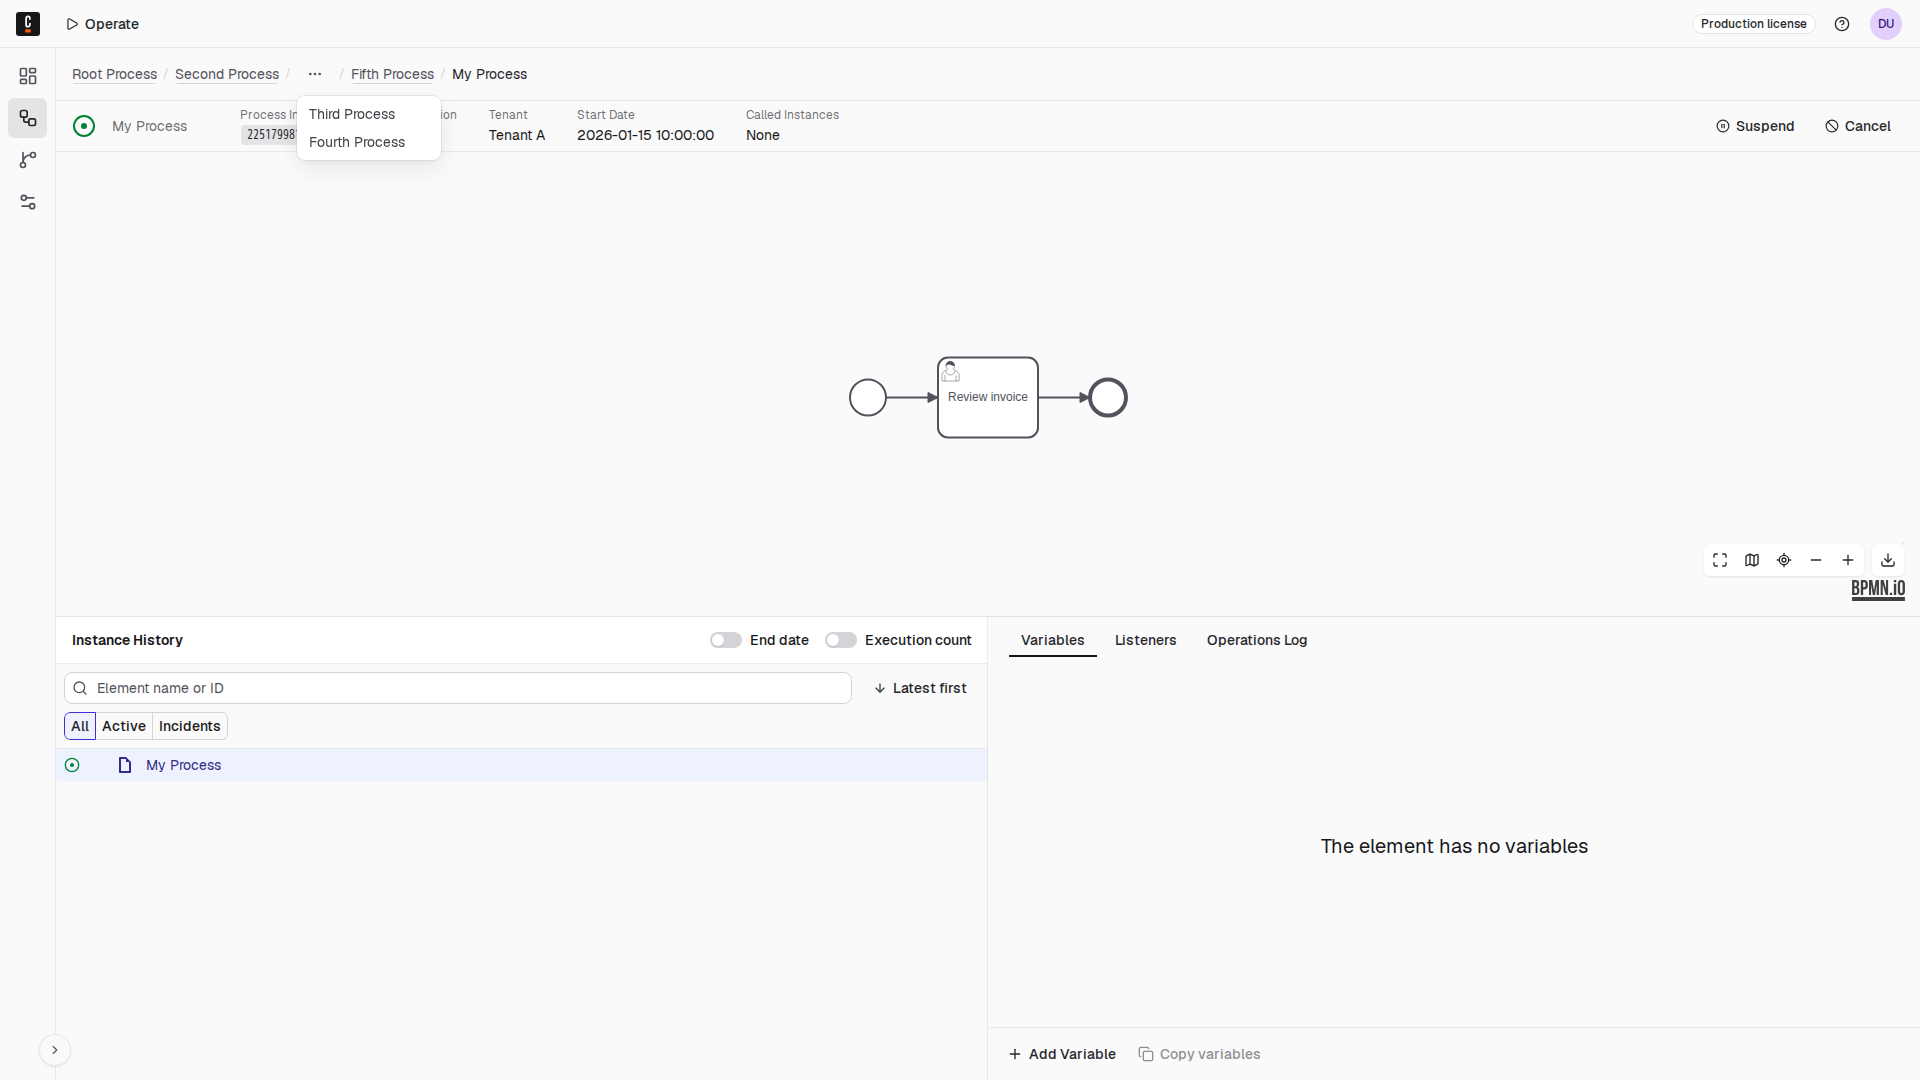 Operate
Production license
DU
Root Process / Second Process / ... / Fifth Process / My Process
Third Process
Fourth Process
My Process
Tenant
Tenant A
Start Date
2026-01-15 10:00:00
Called Instances
None
Suspend
Cancel
Review invoice
BPMN.iO
Instance History
End date
Execution count
Element name or ID
Latest first
All
Active
Incidents
My Process
Variables
Listeners
Operations Log
The element has no variables
Add Variable
Copy variables